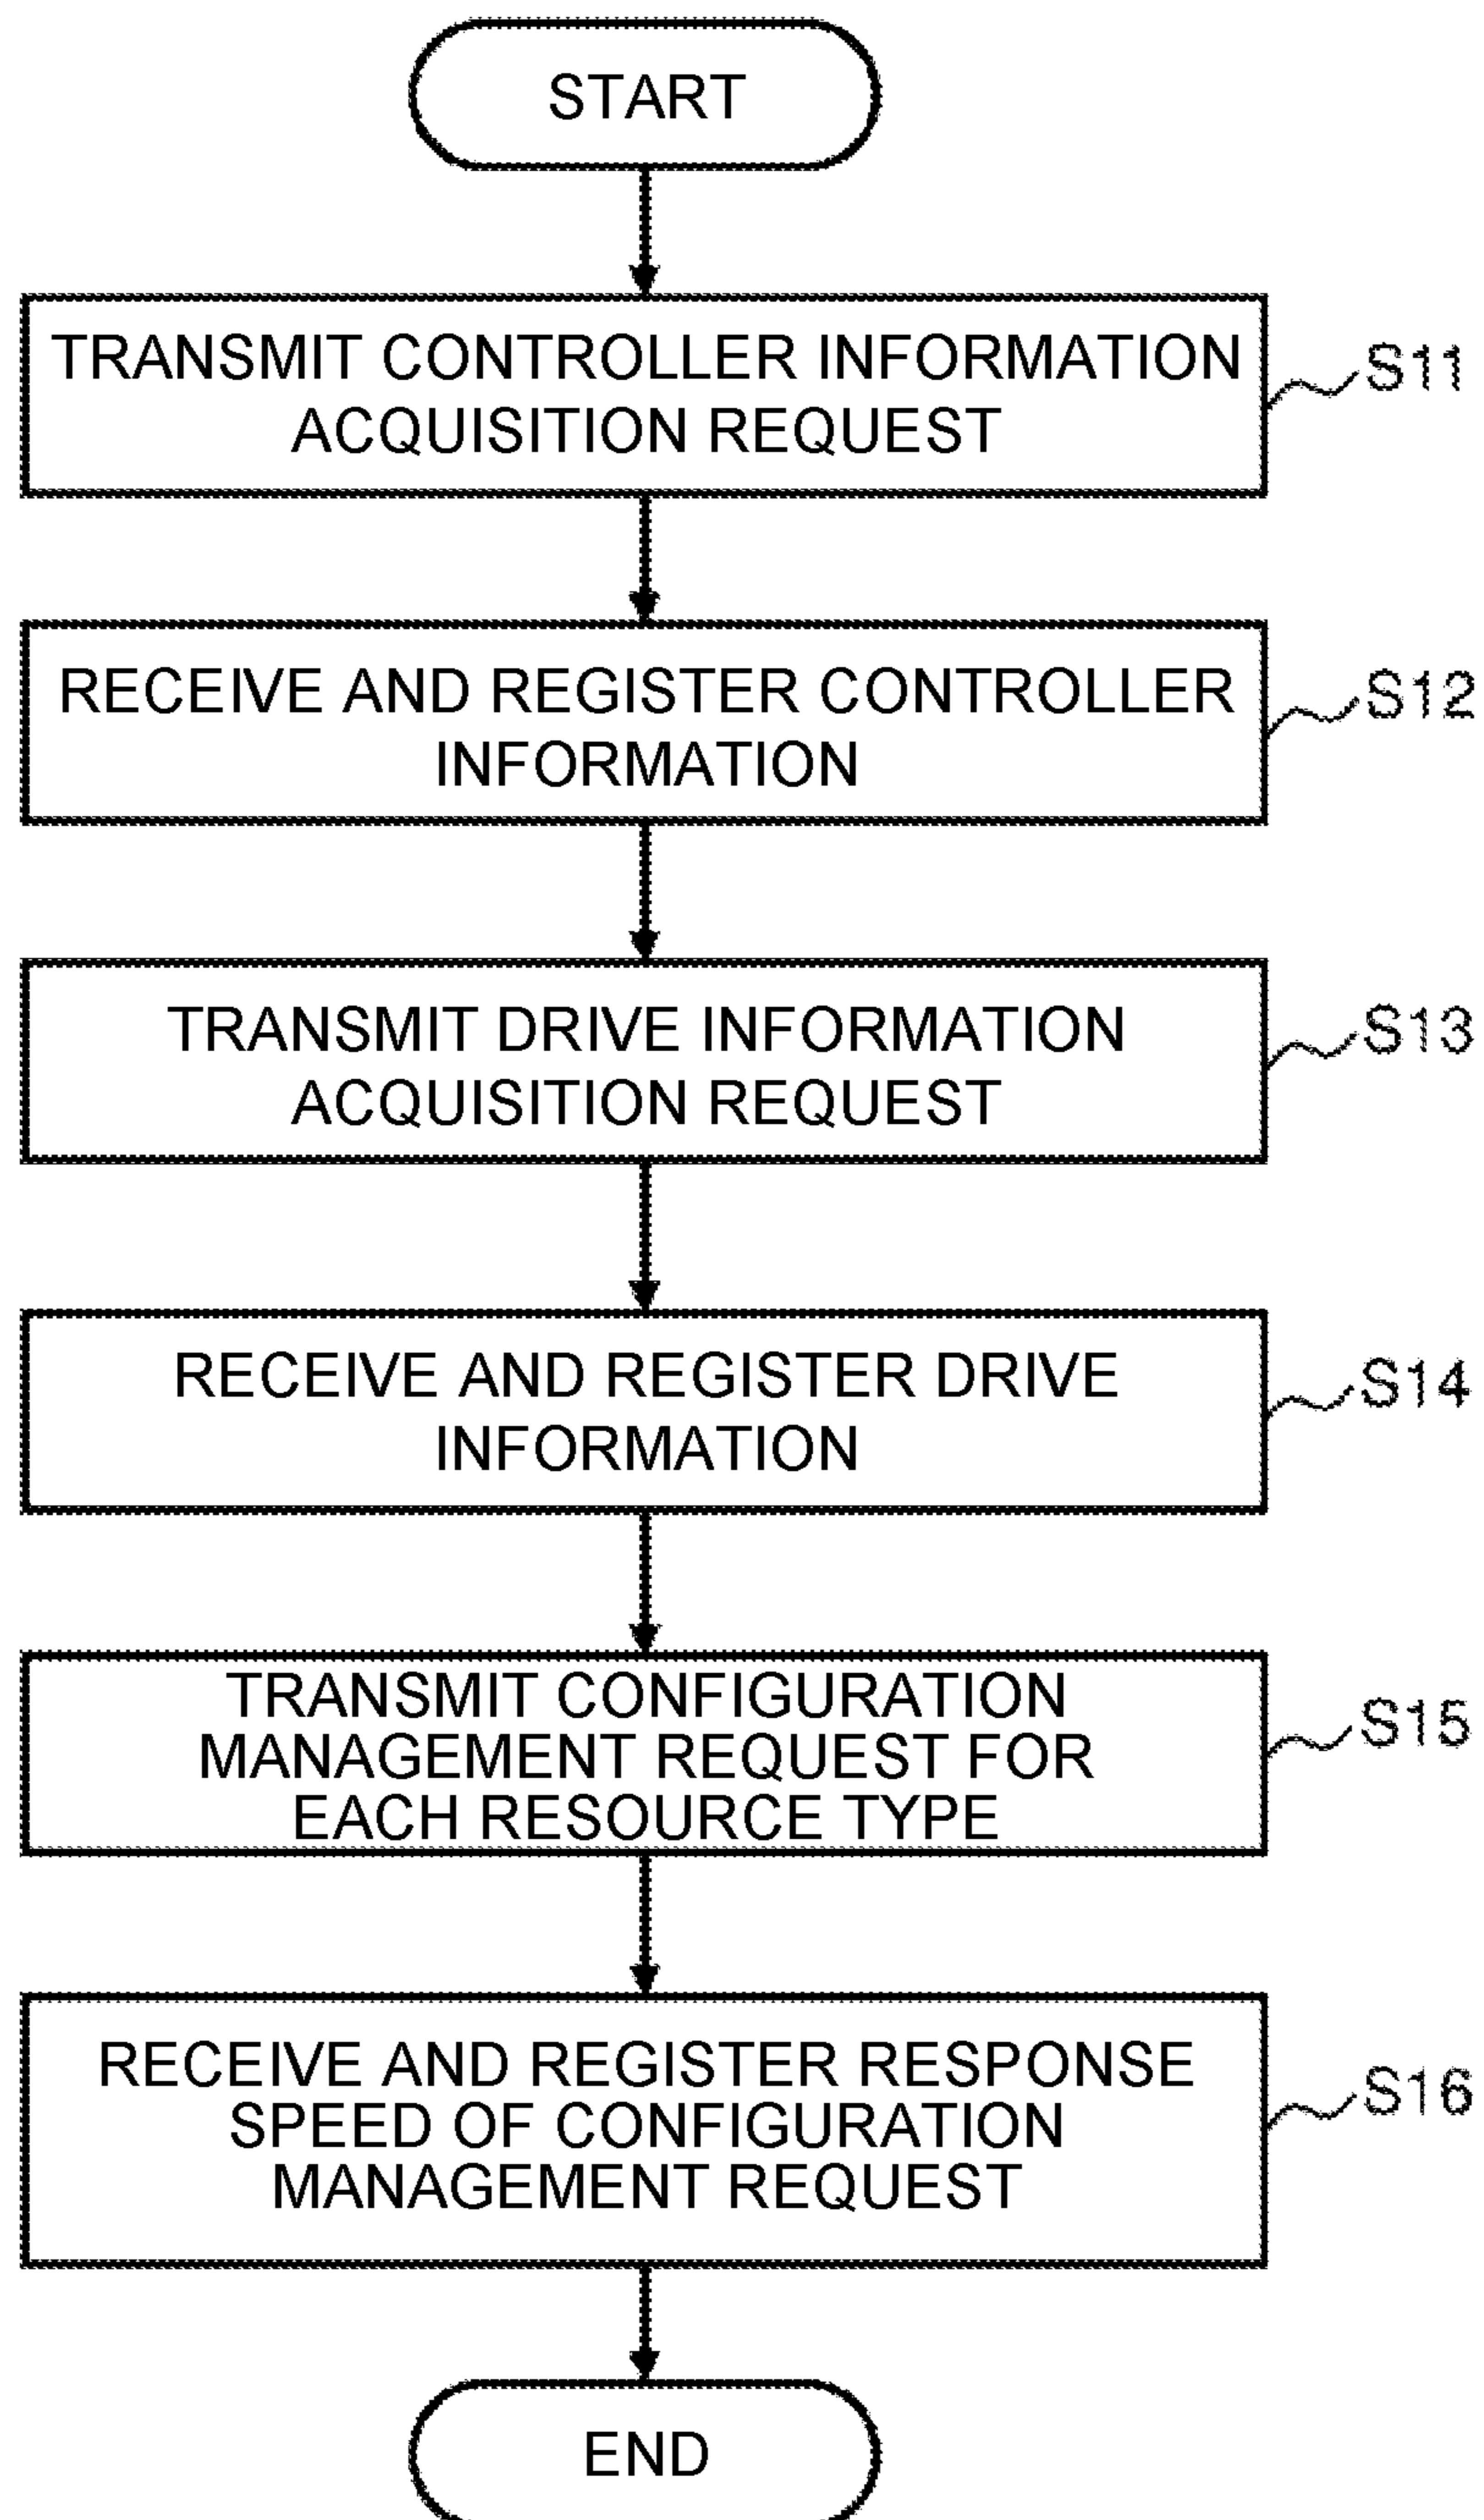 START
TRANSMIT CONTROLLER INFORMATION
ACQUISITION REQUEST
S11
RECEIVE AND REGISTER CONTROLLER
INFORMATION
S12
TRANSMIT DRIVE INFORMATION
ACQUISITION REQUEST
S13
RECEIVE AND REGISTER DRIVE
INFORMATION
S14
TRANSMIT CONFIGURATION
MANAGEMENT REQUEST FOR
EACH RESOURCE TYPE
S15
RECEIVE AND REGISTER RESPONSE
SPEED OF CONFIGURATION
MANAGEMENT REQUEST
S16
END